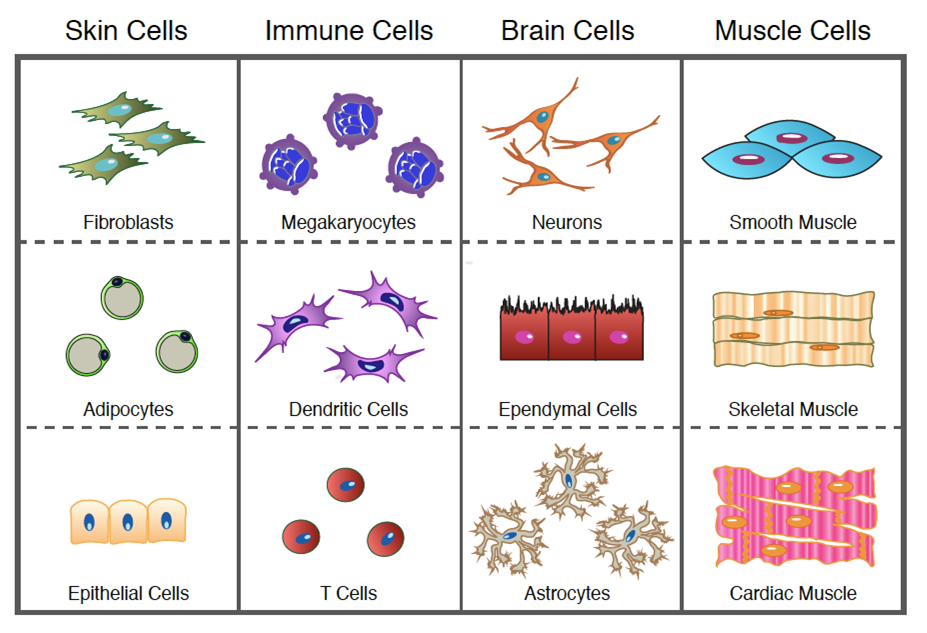 Skin Cells Immune Cells Brain Cells Muscle Cells
Fibroblasts Megakaryocytes Neurons Smooth Muscle
Adipocytes Dendritic Cells Ependymal Cells Skeletal Muscle
Epithelial Cells T Cells Astrocytes Cardiac Muscle